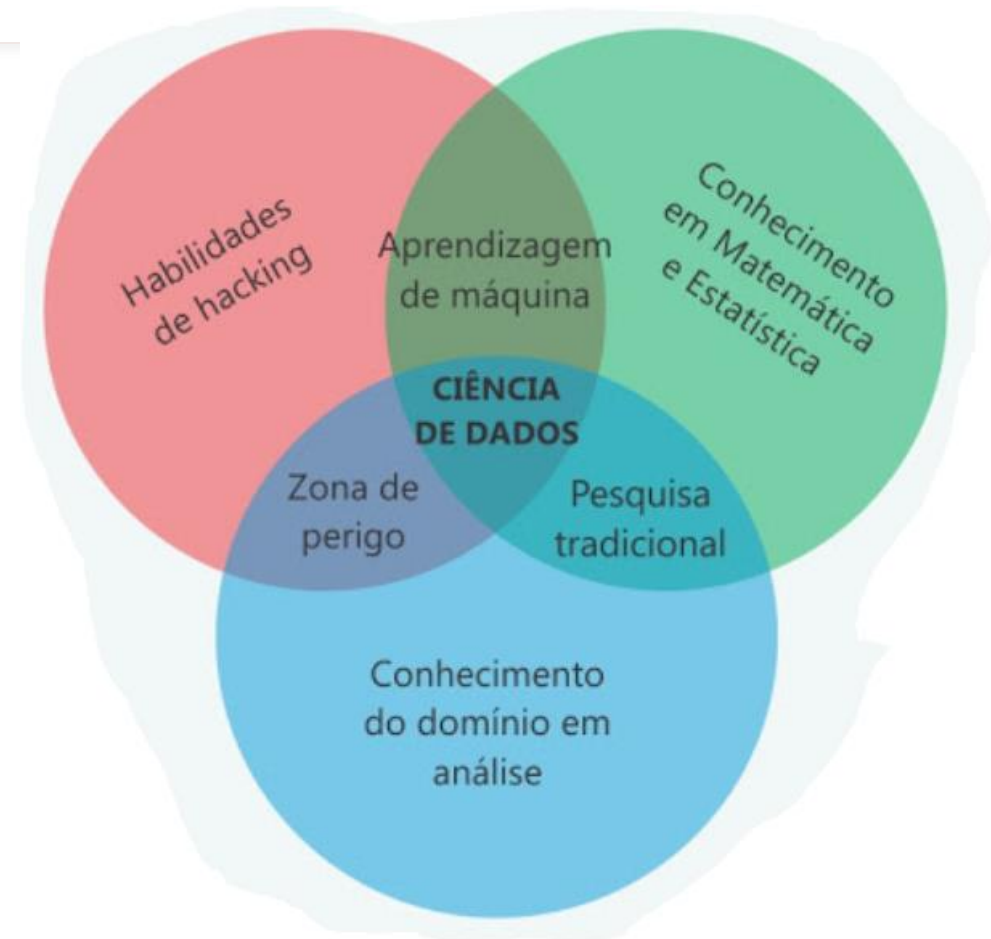 Habilidades
de hacking
Aprendizagem
de máquina
Conhecimento
em Matemática
e Estatística
CIÊNCIA
DE DADOS
Zona de
perigo
Pesquisa
tradicional
Conhecimento
do domínio em
análise